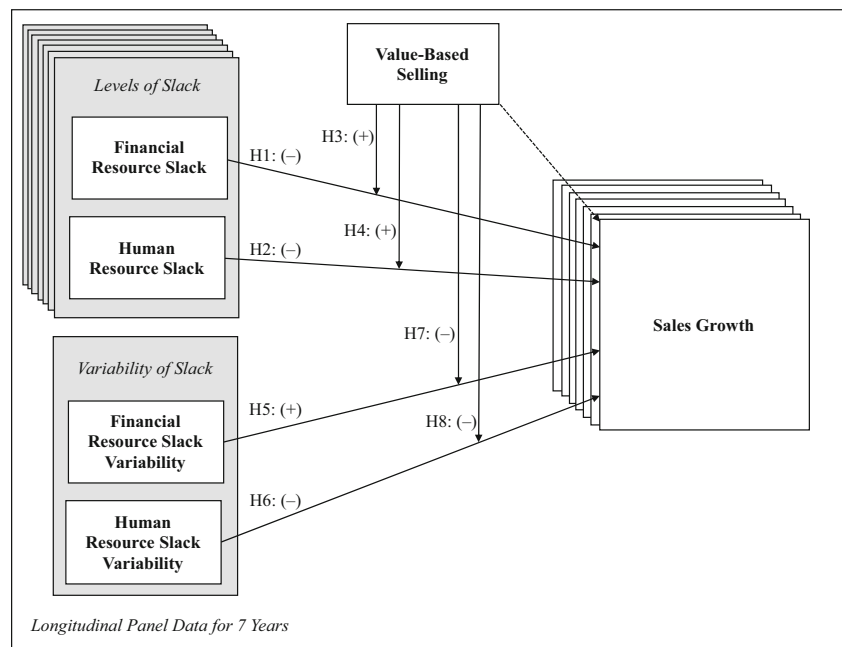 Value-Based
Selling
Levels of Slack
Financial
Resource Slack
H1: (–)
H3: (+)
Human
Resource Slack
H2: (–)
H4: (+)
Sales Growth
H7: (–)
Variability of Slack
Financial
Resource Slack
Variability
H5: (+)
H8: (–)
Human
Resource Slack
Variability
H6: (–)
Longitudinal Panel Data for 7 Years